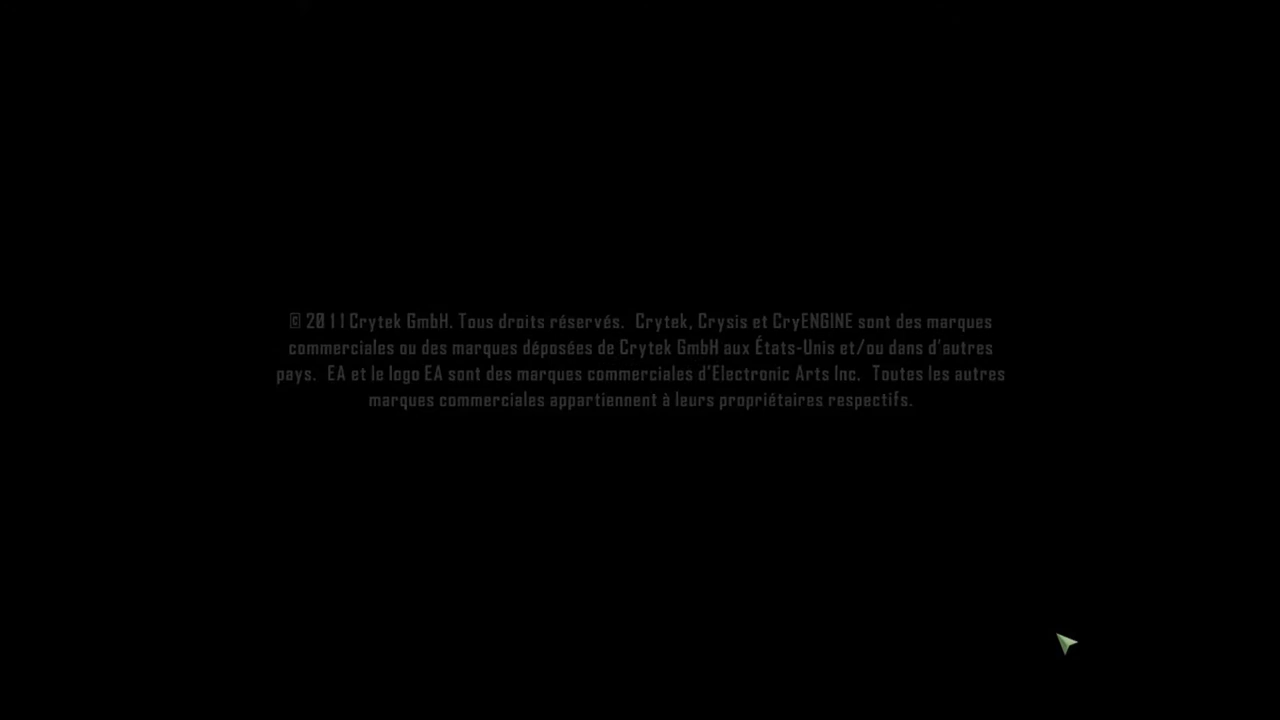 © 2011 Crytek GmbH. Tous droits réservés. Crytek, Crysis et CryENGINE sont des marques
commerciales ou des marques déposées de Crytek GmbH aux États-Unis et/ou dans d'autres
pays. EA et le logo EA sont des marques commerciales d'Electronic Arts Inc. Toutes les autres
marques commerciales appartiennent à leurs propriétaires respectifs.